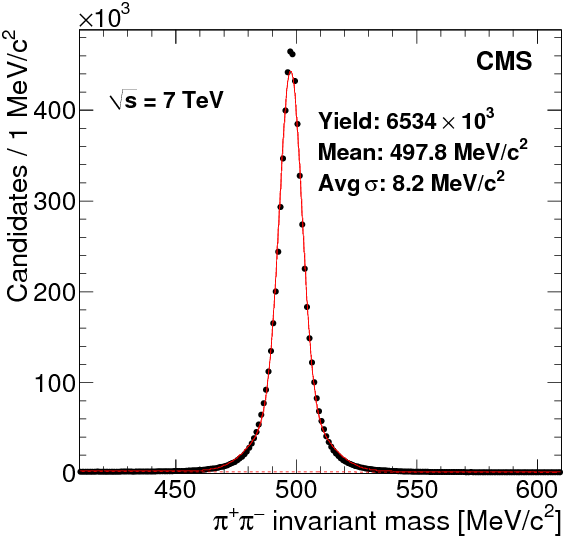 ×10³
Candidates / 1 MeV/c²
CMS
√s = 7 TeV
Yield: 6534 × 10³
Mean: 497.8 MeV/c²
Avg σ: 8.2 MeV/c²
400
300
200
100
0
450 500 550 600
π⁺π⁻ invariant mass [MeV/c²]